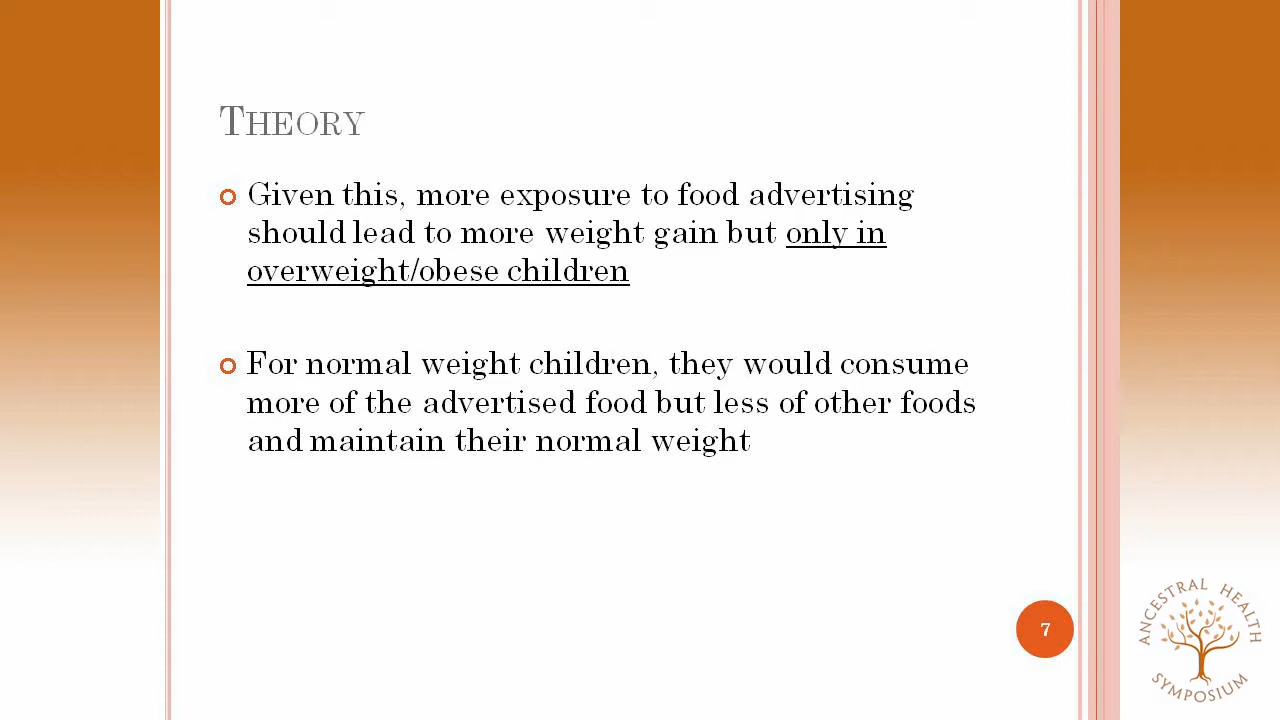 THEORY
Given this, more exposure to food advertising
should lead to more weight gain but only in
overweight/obese children
For normal weight children, they would consume
more of the advertised food but less of other foods
and maintain their normal weight
7
ANCESTRAL HEALTH
SYMPOSIUM